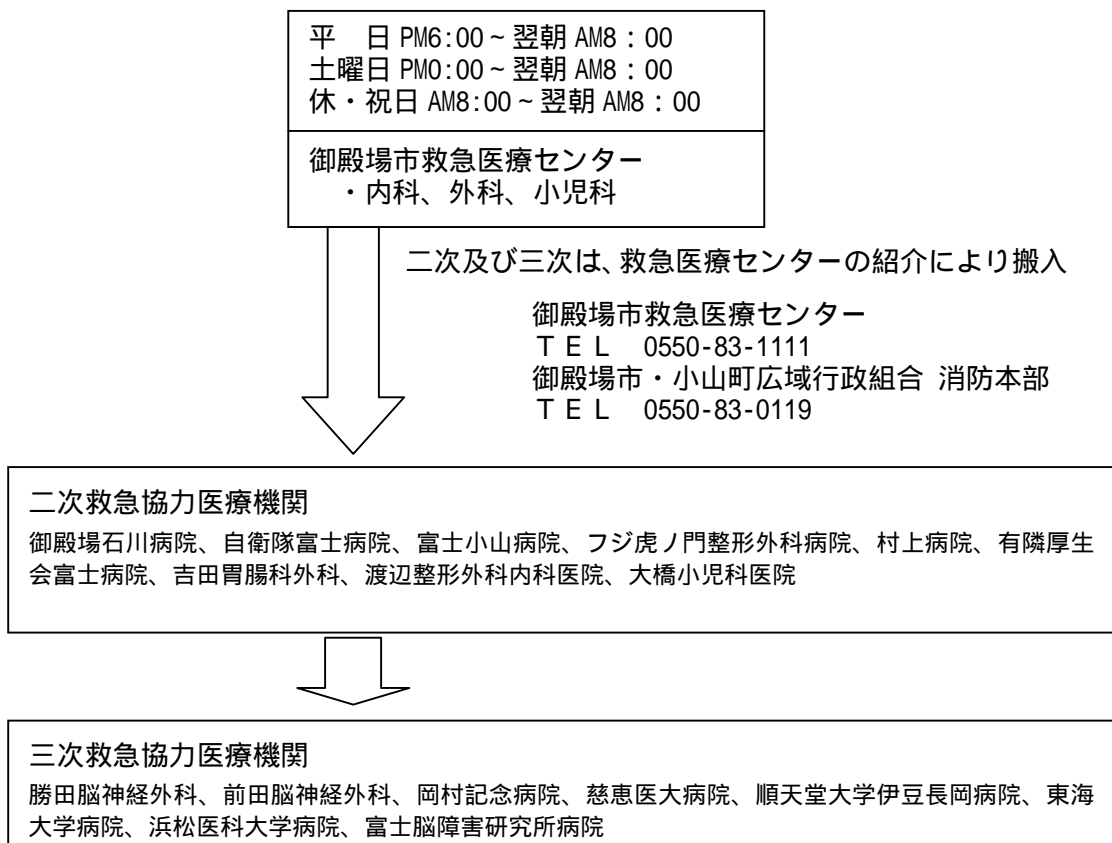 平　日 PM6:00～翌朝 AM8：00
土曜日 PM0:00～翌朝 AM8：00
休・祝日 AM8:00～翌朝 AM8：00
御殿場市救急医療センター
・内科、外科、小児科
二次及び三次は、救急医療センターの紹介により搬入
御殿場市救急医療センター
ＴＥＬ　0550-83-1111
御殿場市・小山町広域行政組合 消防本部
ＴＥＬ　0550-83-0119
二次救急協力医療機関
御殿場石川病院、自衛隊富士病院、富士小山病院、フジ虎ノ門整形外科病院、村上病院、有隣厚生
会富士病院、吉田胃腸科外科、渡辺整形外科内科医院、大橋小児科医院
三次救急協力医療機関
勝田脳神経外科、前田脳神経外科、岡村記念病院、慈恵医大病院、順天堂大学伊豆長岡病院、東海
大学病院、浜松医科大学病院、富士脳障害研究所病院